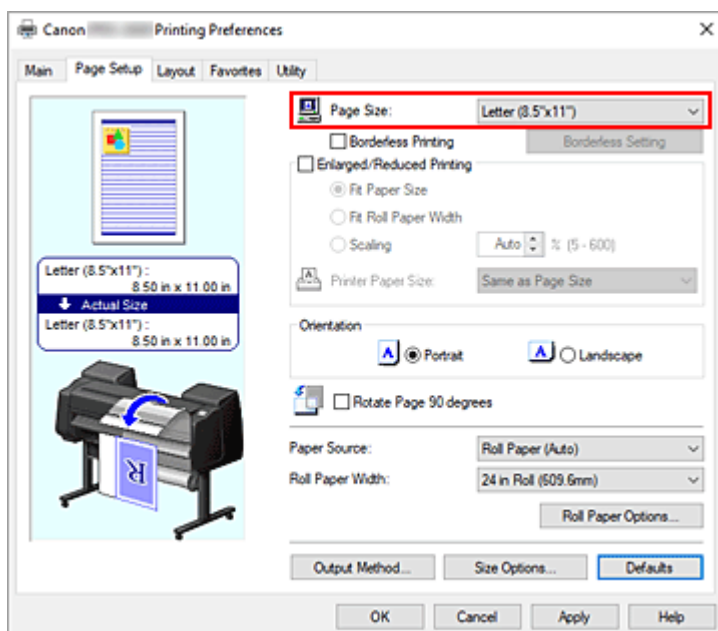 Canon Printing Preferences
Main Page Setup Layout Favorites Utility
Page Size: Letter (8.5"x11")
Borderless Printing Borderless Setting
Enlarged/Reduced Printing
Fit Paper Size
Fit Roll Paper Width
Scaling Auto % (5 - 600)
Printer Paper Size: Same as Page Size
Letter (8.5"x11") :
8.50 in x 11.00 in
Actual Size
Letter (8.5"x11") :
8.50 in x 11.00 in
Orientation
A Portrait A Landscape
Rotate Page 90 degrees
Paper Source: Roll Paper (Auto)
Roll Paper Width: 24 in Roll (609.6mm)
Roll Paper Options...
R
Output Method... Size Options... Defaults
OK Cancel Apply Help